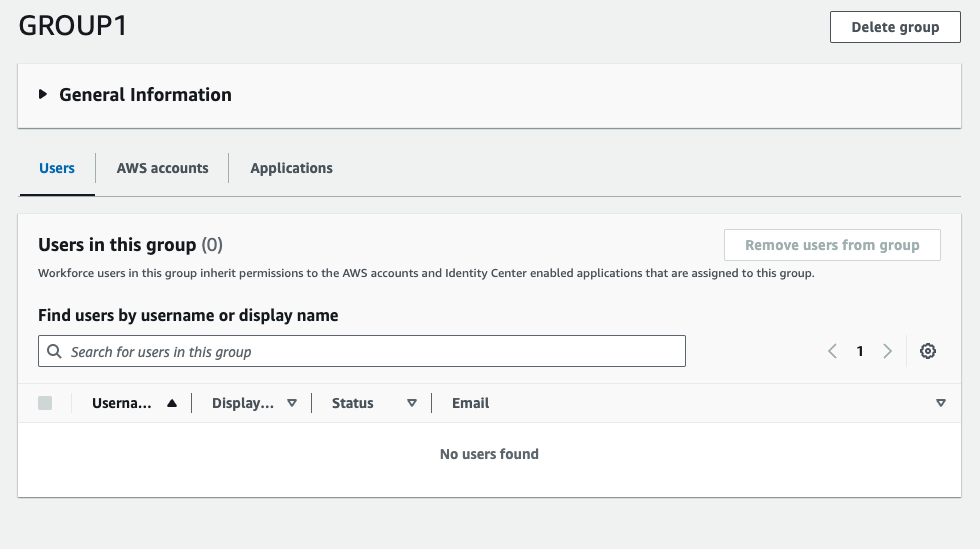 GROUP1
Delete group
General Information
Users
AWS accounts
Applications
Users in this group (0)
Remove users from group
Workforce users in this group inherit permissions to the AWS accounts and Identity Center enabled applications that are assigned to this group.
Find users by username or display name
Search for users in this group
1
Userna...
Display...
Status
Email
No users found